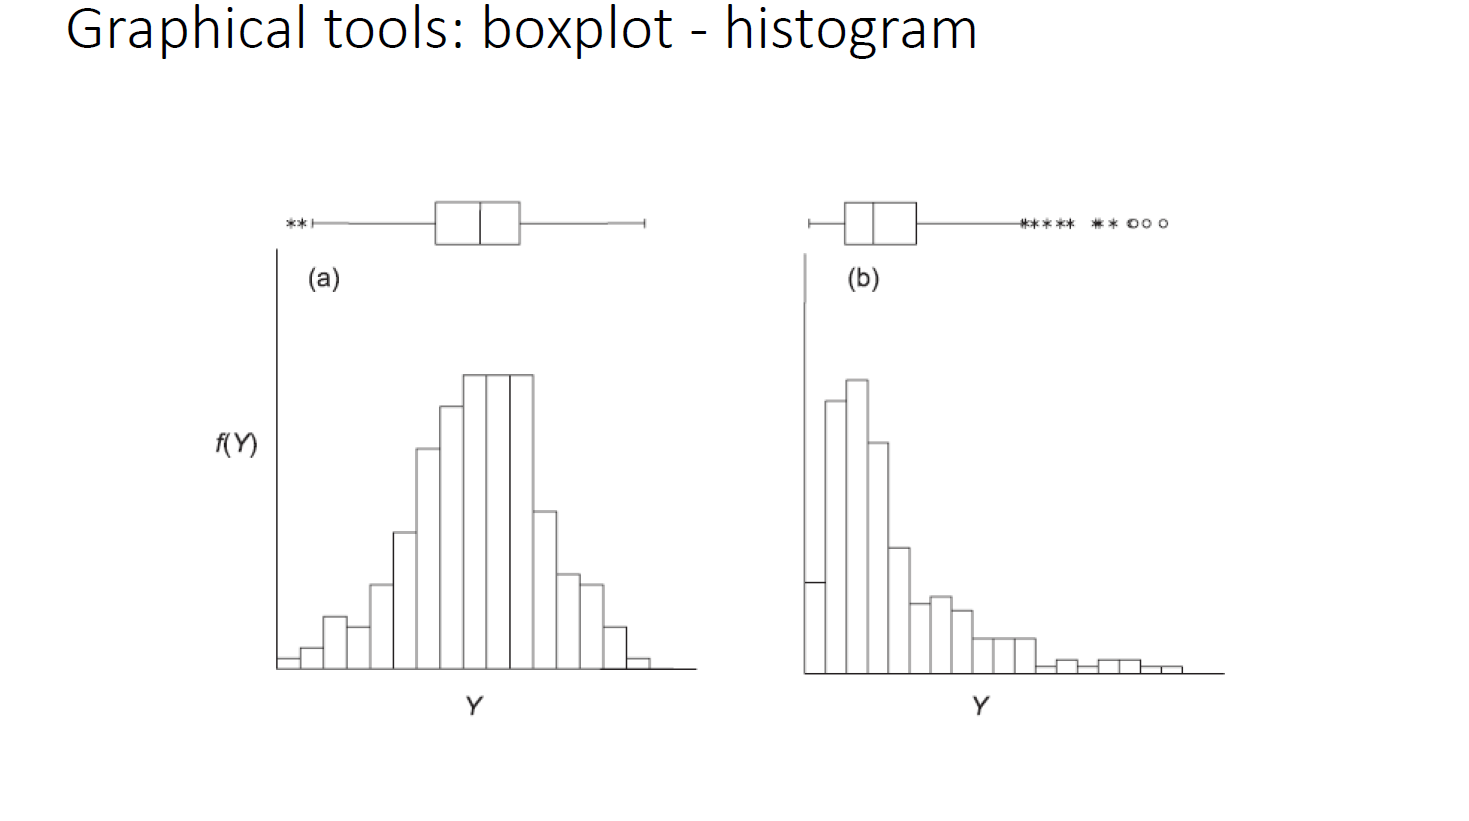 Graphical tools: boxplot - histogram
(a)
(b)
f(Y)
Y
Y